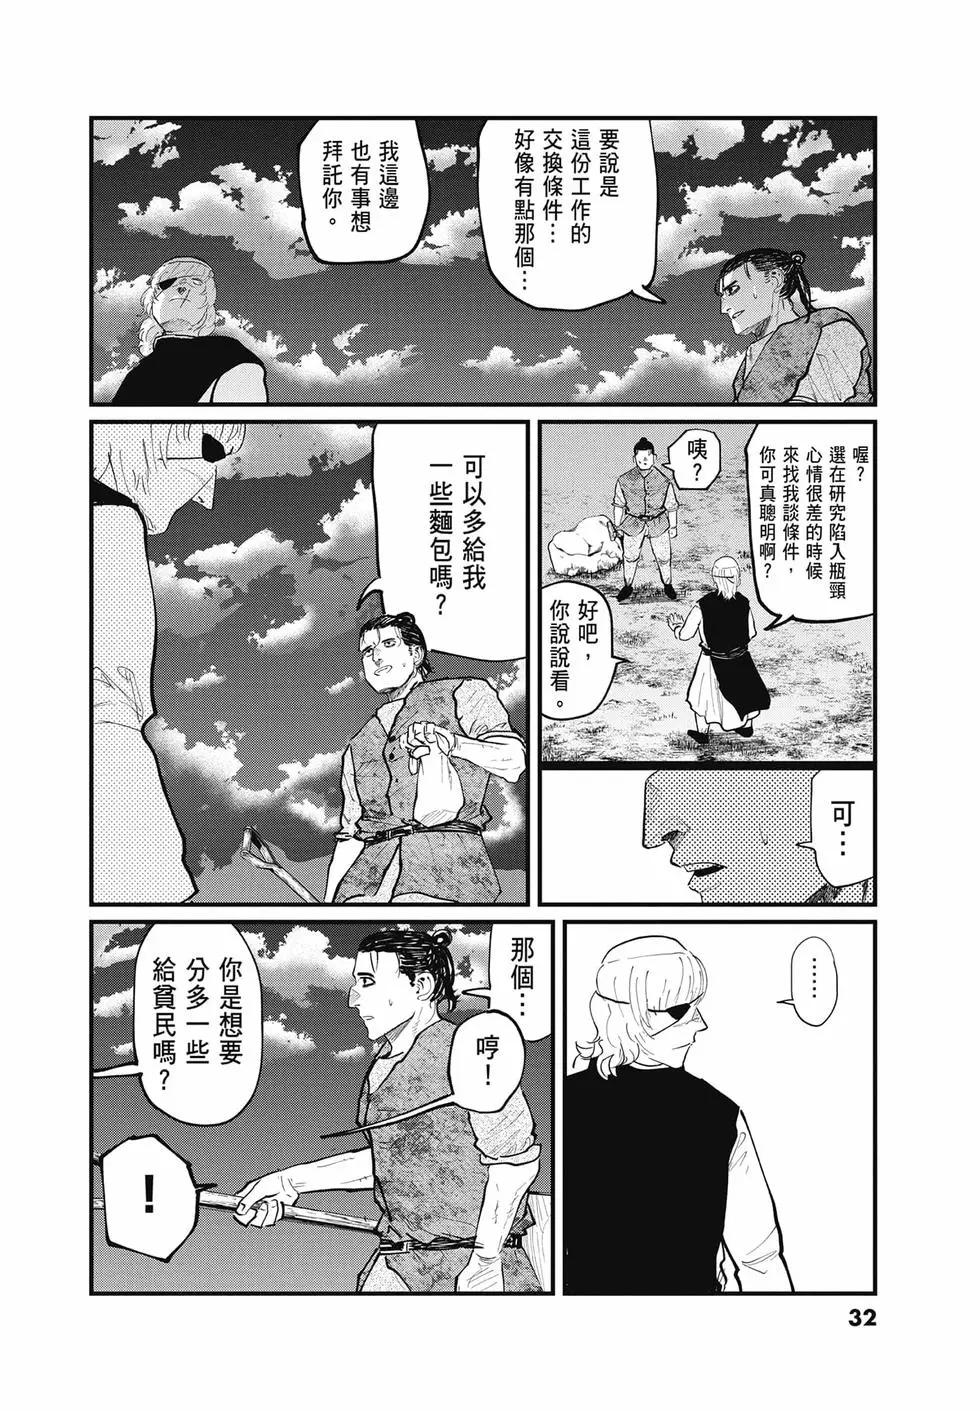 要說是
這份工作的
交換條件…
好像有點那個…
我這邊
也有事想
拜託你。
喔？
選在研究陷入瓶頸
心情很差的時候
來找我談條件，
你可真聰明啊？
咦？
好吧，
你說說看。
可…
可以多給我
一些麵包嗎？
……
那個…
哼！
你是想要
分多一些
給貧民嗎？
！
32